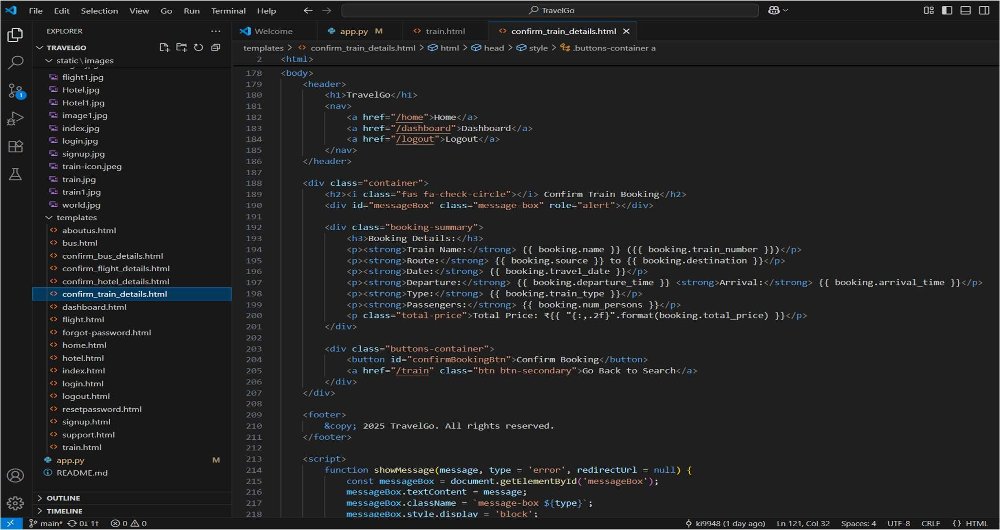 File Edit Selection View Go Run Terminal Help
TravelGo
EXPLORER
TRAVELGO
static\images
flight1.jpg
Hotel.jpg
Hotel1.jpg
image1.jpg
index.jpg
login.jpg
signup.jpg
train-icon.jpeg
train.jpg
train1.jpg
world.jpg
templates
aboutus.html
bus.html
confirm_bus_details.html
confirm_flight_details.html
confirm_hotel_details.html
confirm_train_details.html
dashboard.html
flight.html
forgot-password.html
home.html
hotel.html
index.html
login.html
logout.html
resetpassword.html
signup.html
support.html
train.html
app.py M
README.md
OUTLINE
TIMELINE
Welcome app.py M train.html confirm_train_details.html
templates > confirm_train_details.html > html > head > style > .buttons-container a
2 <html>
178 <body>
179 <header>
180 <h1>TravelGo</h1>
181 <nav>
182 <a href="/home">Home</a>
183 <a href="/dashboard">Dashboard</a>
184 <a href="/logout">Logout</a>
185 </nav>
186 </header>
187
188 <div class="container">
189 <h2><i class="fas fa-check-circle"></i> Confirm Train Booking</h2>
190 <div id="messageBox" class="message-box" role="alert"></div>
191
192 <div class="booking-summary">
193 <h3>Booking Details:</h3>
194 <p><strong>Train Name:</strong> {{ booking.name }} ({{ booking.train_number }})</p>
195 <p><strong>Route:</strong> {{ booking.source }} to {{ booking.destination }}</p>
196 <p><strong>Date:</strong> {{ booking.travel_date }}</p>
197 <p><strong>Departure:</strong> {{ booking.departure_time }} <strong>Arrival:</strong> {{ booking.arrival_time }}</p>
198 <p><strong>Type:</strong> {{ booking.train_type }}</p>
199 <p><strong>Passengers:</strong> {{ booking.num_persons }}</p>
200 <p class="total-price">Total Price: ₹{{ "{:,.2f}".format(booking.total_price) }}</p>
201 </div>
202
203 <div class="buttons-container">
204 <button id="confirmBookingBtn">Confirm Booking</button>
205 <a href="/train" class="btn btn-secondary">Go Back to Search</a>
206 </div>
207 </div>
208
209 <footer>
210 &copy; 2025 TravelGo. All rights reserved.
211 </footer>
212
213 <script>
214 function showMessage(message, type = 'error', redirectUrl = null) {
215 const messageBox = document.getElementById('messageBox');
216 messageBox.textContent = message;
217 messageBox.className = `message-box ${type}`;
218 messageBox.style.display = 'block';
1
main* 0↓ 1↑ 0 0 ki9948 (1 day ago) Ln 121, Col 32 Spaces: 4 UTF-8 CRLF {} HTML